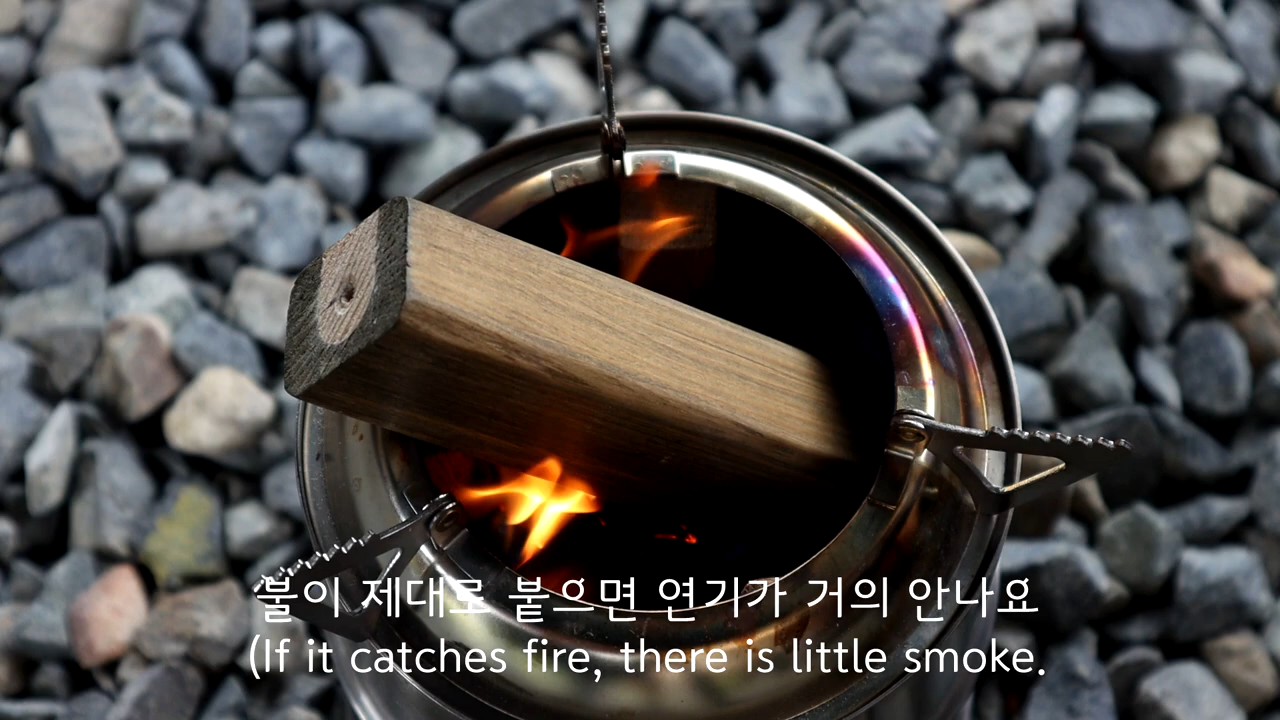 불이 제대로 붙으면 연기가 거의 안나요
(If it catches fire, there is little smoke.